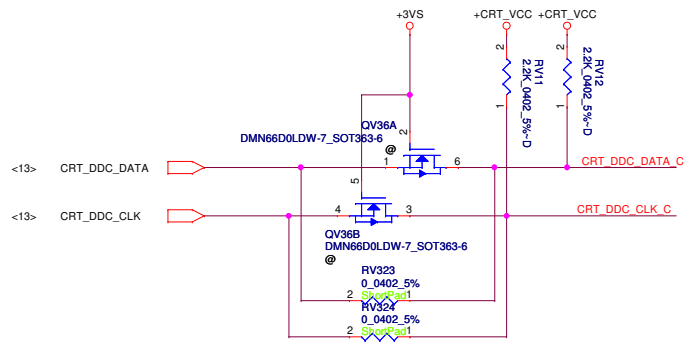 +3VS
+CRT_VCC
+CRT_VCC
2
2
RV11
2.2K_0402_5%~D
RV12
2.2K_0402_5%~D
1
1
QV36A
DMN66D0LDW-7_SOT363-6
@
2
<13>
CRT_DDC_DATA
1
6
CRT_DDC_DATA_C
5
<13>
CRT_DDC_CLK
4
3
CRT_DDC_CLK_C
QV36B
DMN66D0LDW-7_SOT363-6
@
RV323
0_0402_5%
2
ShortPad
1
RV324
0_0402_5%
2
ShortPad
1